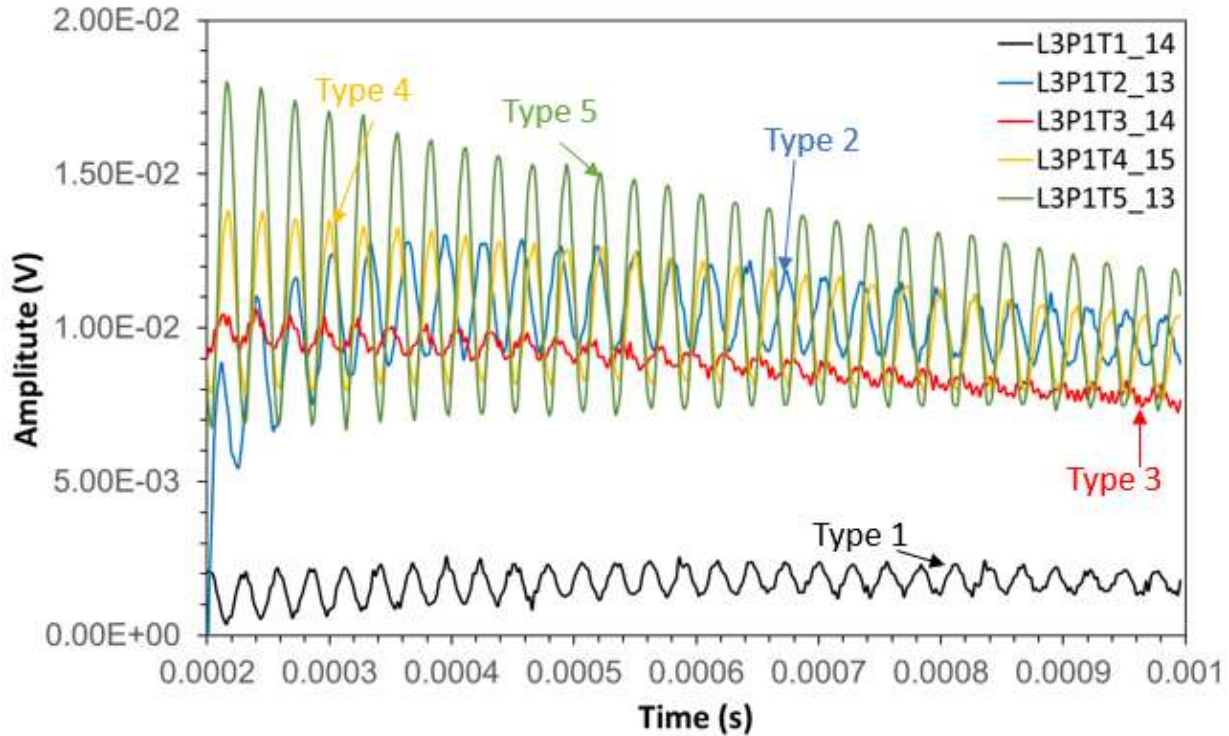 2.00E-02
L3P1T1_14
L3P1T2_13
L3P1T3_14
L3P1T4_15
L3P1T5_13
Type 4
Type 5
Type 2
1.50E-02
Amplitute (V)
1.00E-02
5.00E-03
Type 3
Type 1
0.00E+00
0.0002 0.0003 0.0004 0.0005 0.0006 0.0007 0.0008 0.0009 0.001
Time (s)